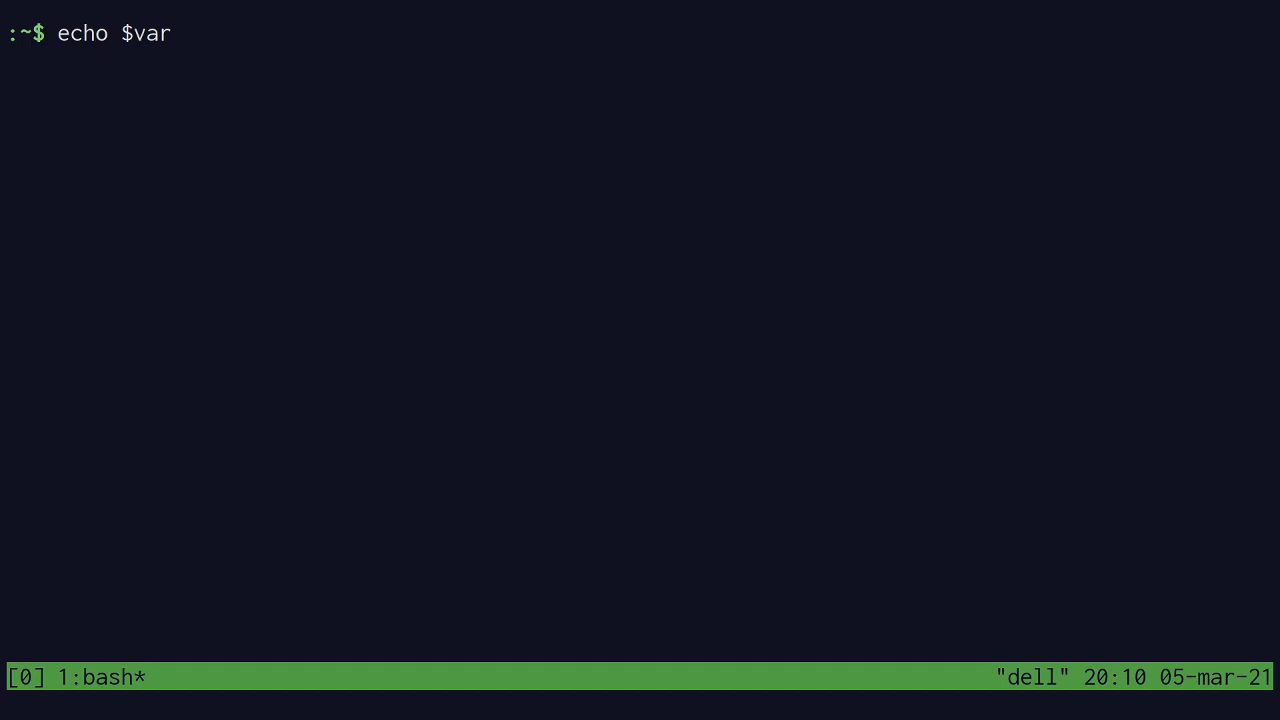 :~$ echo $var
[0] 1:bash* "dell" 20:10 05-mar-21